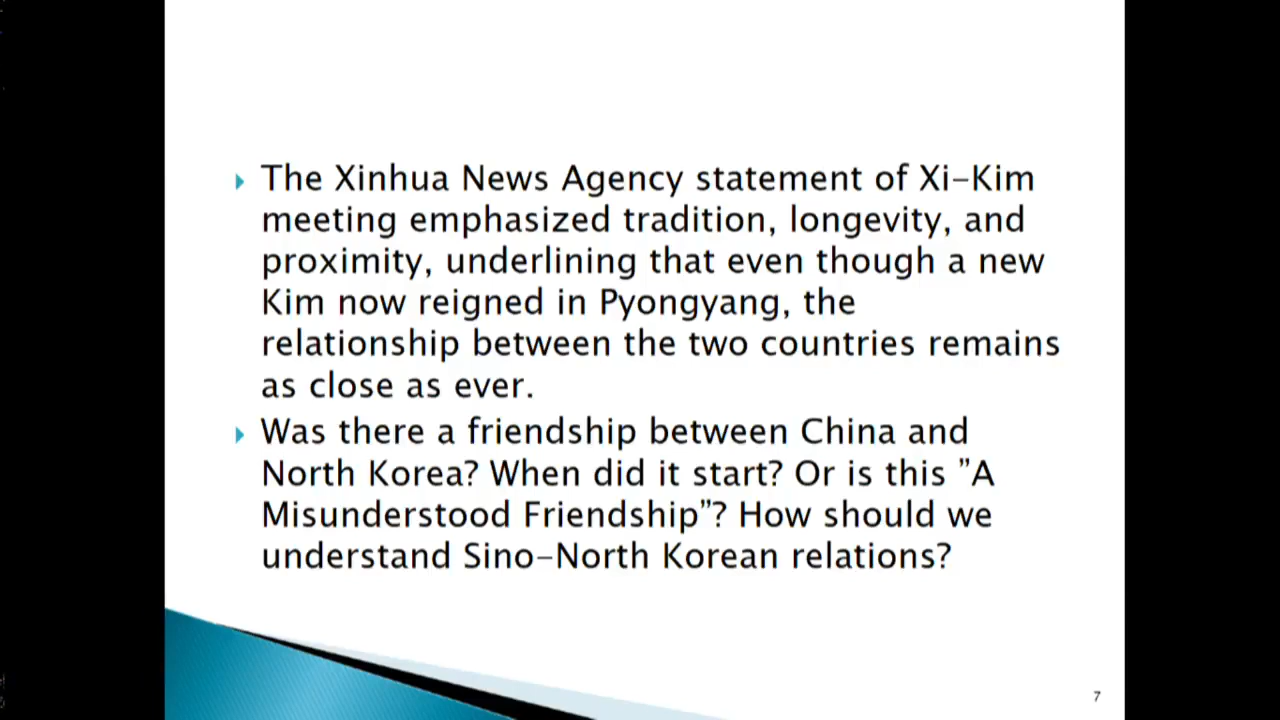 The Xinhua News Agency statement of Xi-Kim
meeting emphasized tradition, longevity, and
proximity, underlining that even though a new
Kim now reigned in Pyongyang, the
relationship between the two countries remains
as close as ever.
Was there a friendship between China and
North Korea? When did it start? Or is this ”A
Misunderstood Friendship”? How should we
understand Sino-North Korean relations?
7